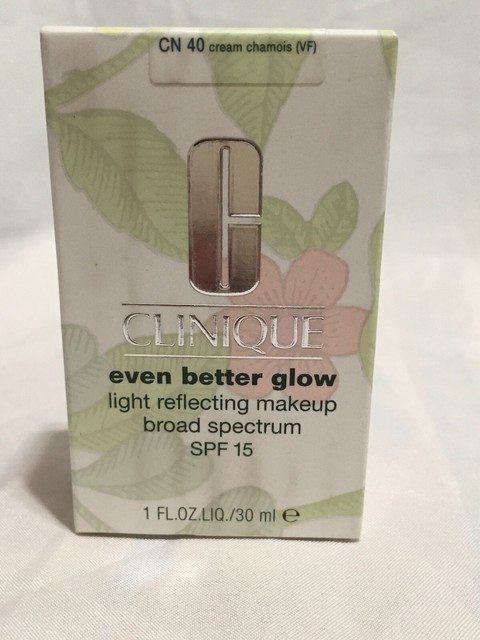 CN 40 cream chamois (VF)
CLINIQUE
even better glow
light reflecting makeup
broad spectrum
SPF 15
1 FL.OZ.LIQ./30 ml ℮